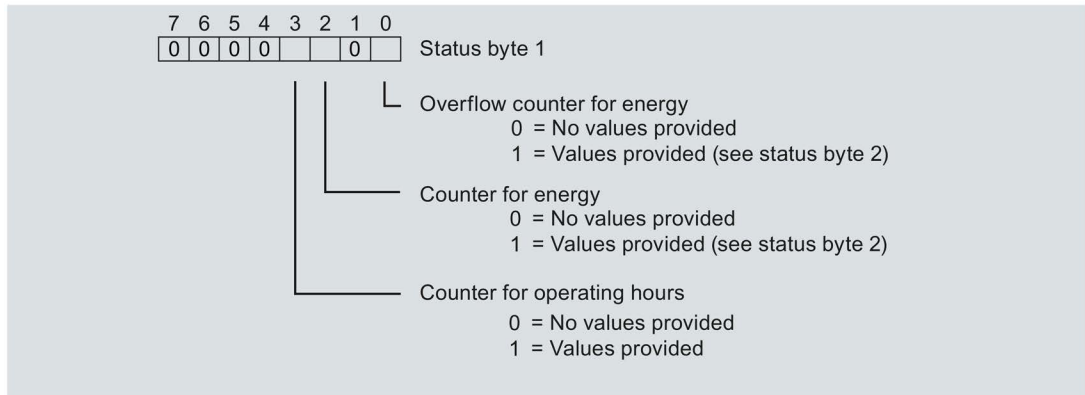 7 6 5 4 3 2 1 0
0 0 0 0 0 Status byte 1
Overflow counter for energy
0 = No values provided
1 = Values provided (see status byte 2)
Counter for energy
0 = No values provided
1 = Values provided (see status byte 2)
Counter for operating hours
0 = No values provided
1 = Values provided